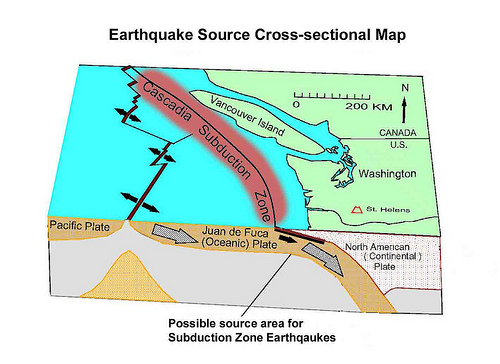 Earthquake Source Cross-sectional Map
N
0 200 KM
CANADA
U.S.
Cascadia Subduction Zone
Vancouver Island
Washington
St. Helens
Pacific Plate
Juan de Fuca
(Oceanic) Plate
North American
( Continental )
Plate
Possible source area for
Subduction Zone Earthqaukes